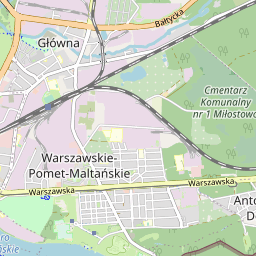 Bałtycka
Główna
Cmentarz
Komunalny
nr 1 Miłostowo
Warszawskie-
Pomet-Maltańskie
Warszawska
Warszawska